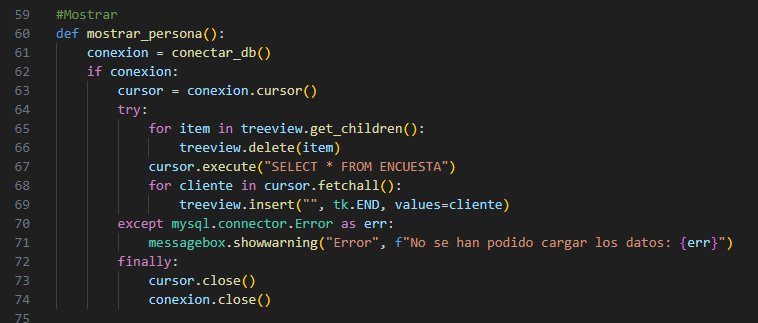 59 #Mostrar
60 def mostrar_persona():
61     conexion = conectar_db()
62     if conexion:
63         cursor = conexion.cursor()
64         try:
65             for item in treeview.get_children():
66                 treeview.delete(item)
67             cursor.execute("SELECT * FROM ENCUESTA")
68             for cliente in cursor.fetchall():
69                 treeview.insert("", tk.END, values=cliente)
70         except mysql.connector.Error as err:
71             messagebox.showwarning("Error", f"No se han podido cargar los datos: {err}")
72         finally:
73             cursor.close()
74             conexion.close()
75